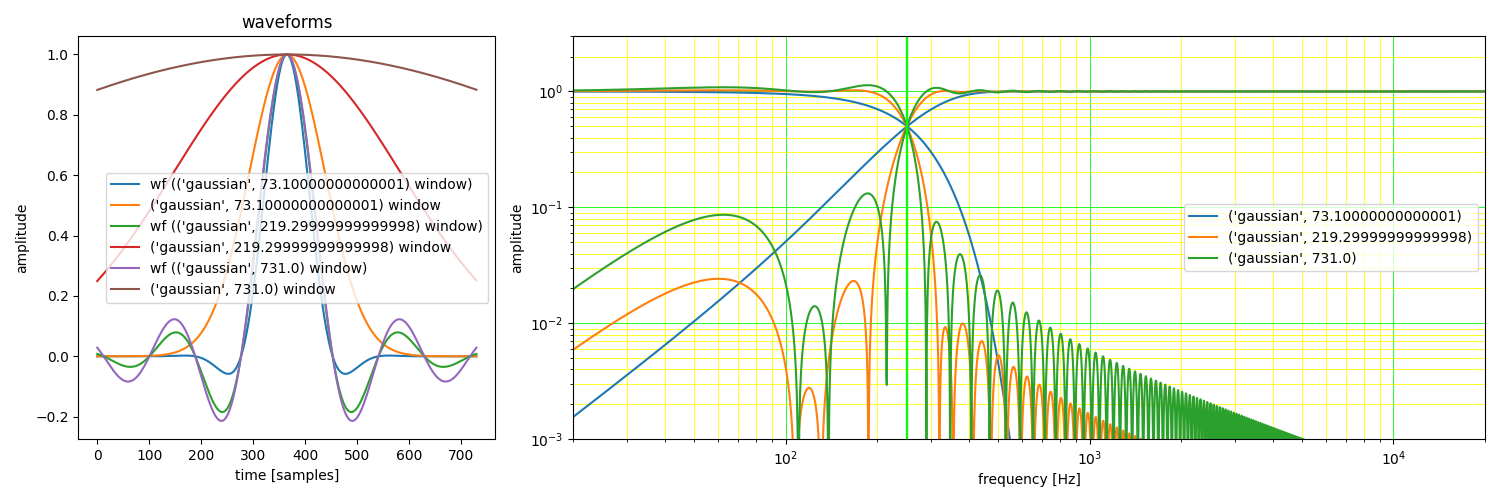 waveforms
amplitude
1.0
0.8
0.6
0.4
0.2
0.0
−0.2
wf (('gaussian', 73.10000000000001) window)
('gaussian', 73.10000000000001) window
wf (('gaussian', 219.29999999999998) window)
('gaussian', 219.29999999999998) window
wf (('gaussian', 731.0) window)
('gaussian', 731.0) window
0 100 200 300 400 500 600 700
time [samples]
amplitude
10⁰
10⁻¹
10⁻²
10⁻³
('gaussian', 73.10000000000001)
('gaussian', 219.29999999999998)
('gaussian', 731.0)
10² 10³ 10⁴
frequency [Hz]